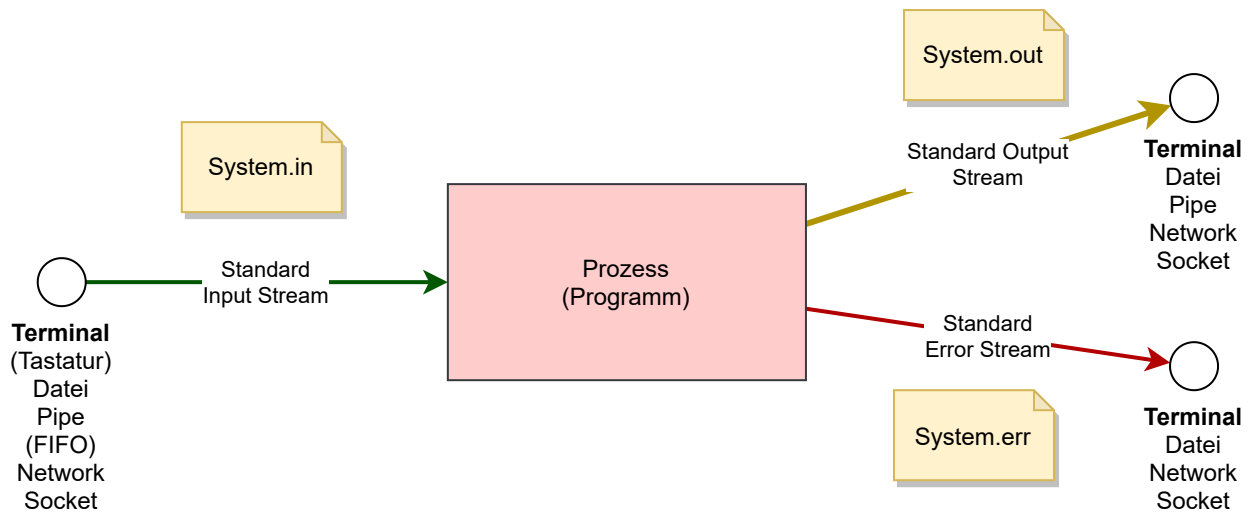 System.in
Standard
Input Stream
Terminal
(Tastatur)
Datei
Pipe
(FIFO)
Network
Socket
Prozess
(Programm)
System.out
Standard Output
Stream
Terminal
Datei
Pipe
Network
Socket
Standard
Error Stream
System.err
Terminal
Datei
Network
Socket